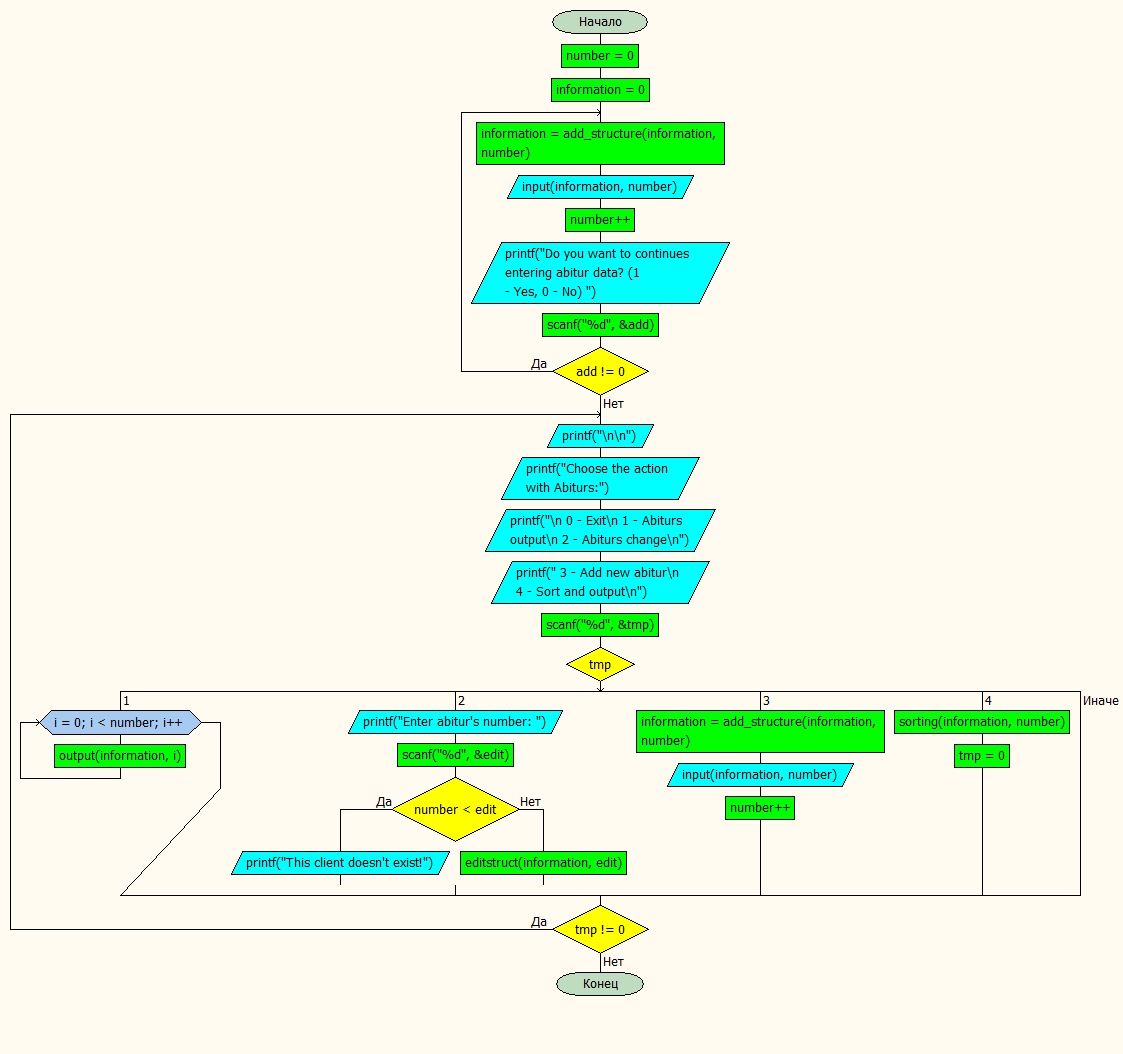 Начало
number = 0
information = 0
information = add_structure(information,
number)
input(information, number)
number++
printf("Do you want to continues
entering abitur data? (1
- Yes, 0 - No) ")
scanf("%d", &add)
Да
add != 0
Нет
printf("\n\n")
printf("Choose the action
with Abiturs:")
printf("\n 0 - Exit\n 1 - Abiturs
output\n 2 - Abiturs change\n")
printf(" 3 - Add new abitur\n
4 - Sort and output\n")
scanf("%d", &tmp)
tmp
1
i = 0; i < number; i++
output(information, i)
2
printf("Enter abitur's number: ")
scanf("%d", &edit)
Да
number < edit
Нет
printf("This client doesn't exist!")
editstruct(information, edit)
3
information = add_structure(information,
number)
input(information, number)
number++
4
sorting(information, number)
tmp = 0
Иначе
Да
tmp != 0
Нет
Конец